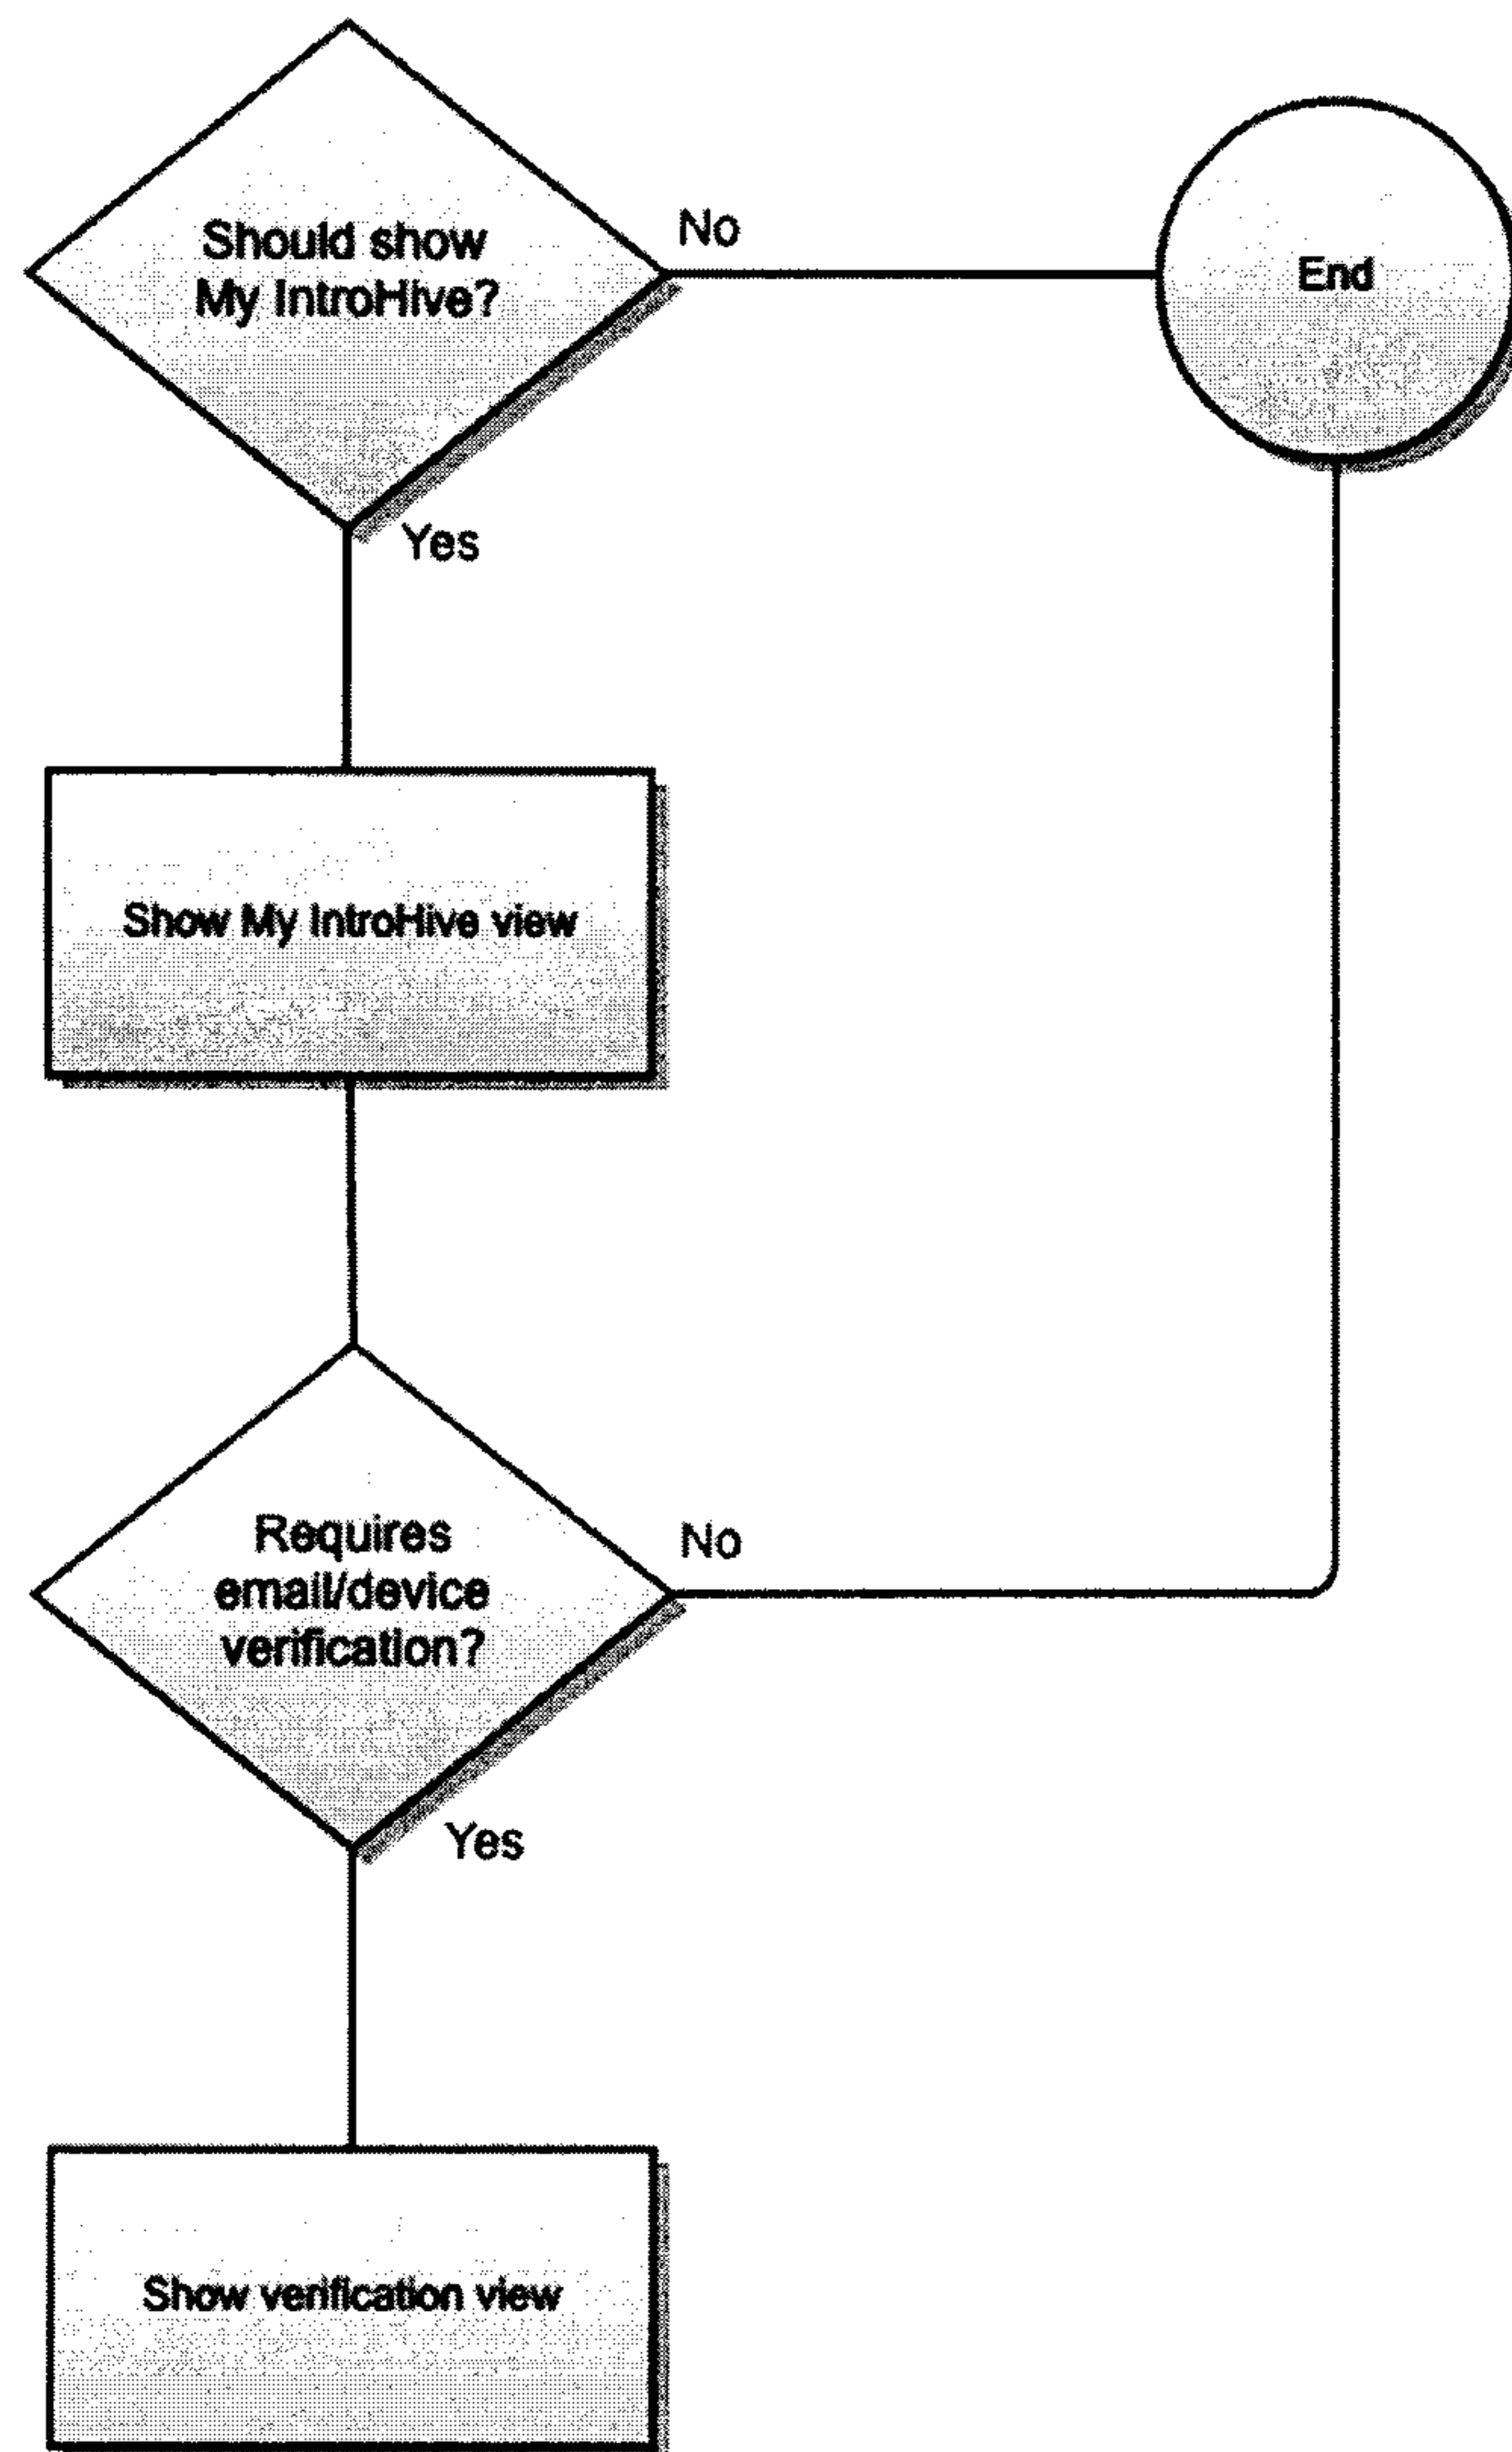 Should show
My IntroHive?
No
End
Yes
Show My IntroHive view
Requires
email/device
verification?
No
Yes
Show verification view